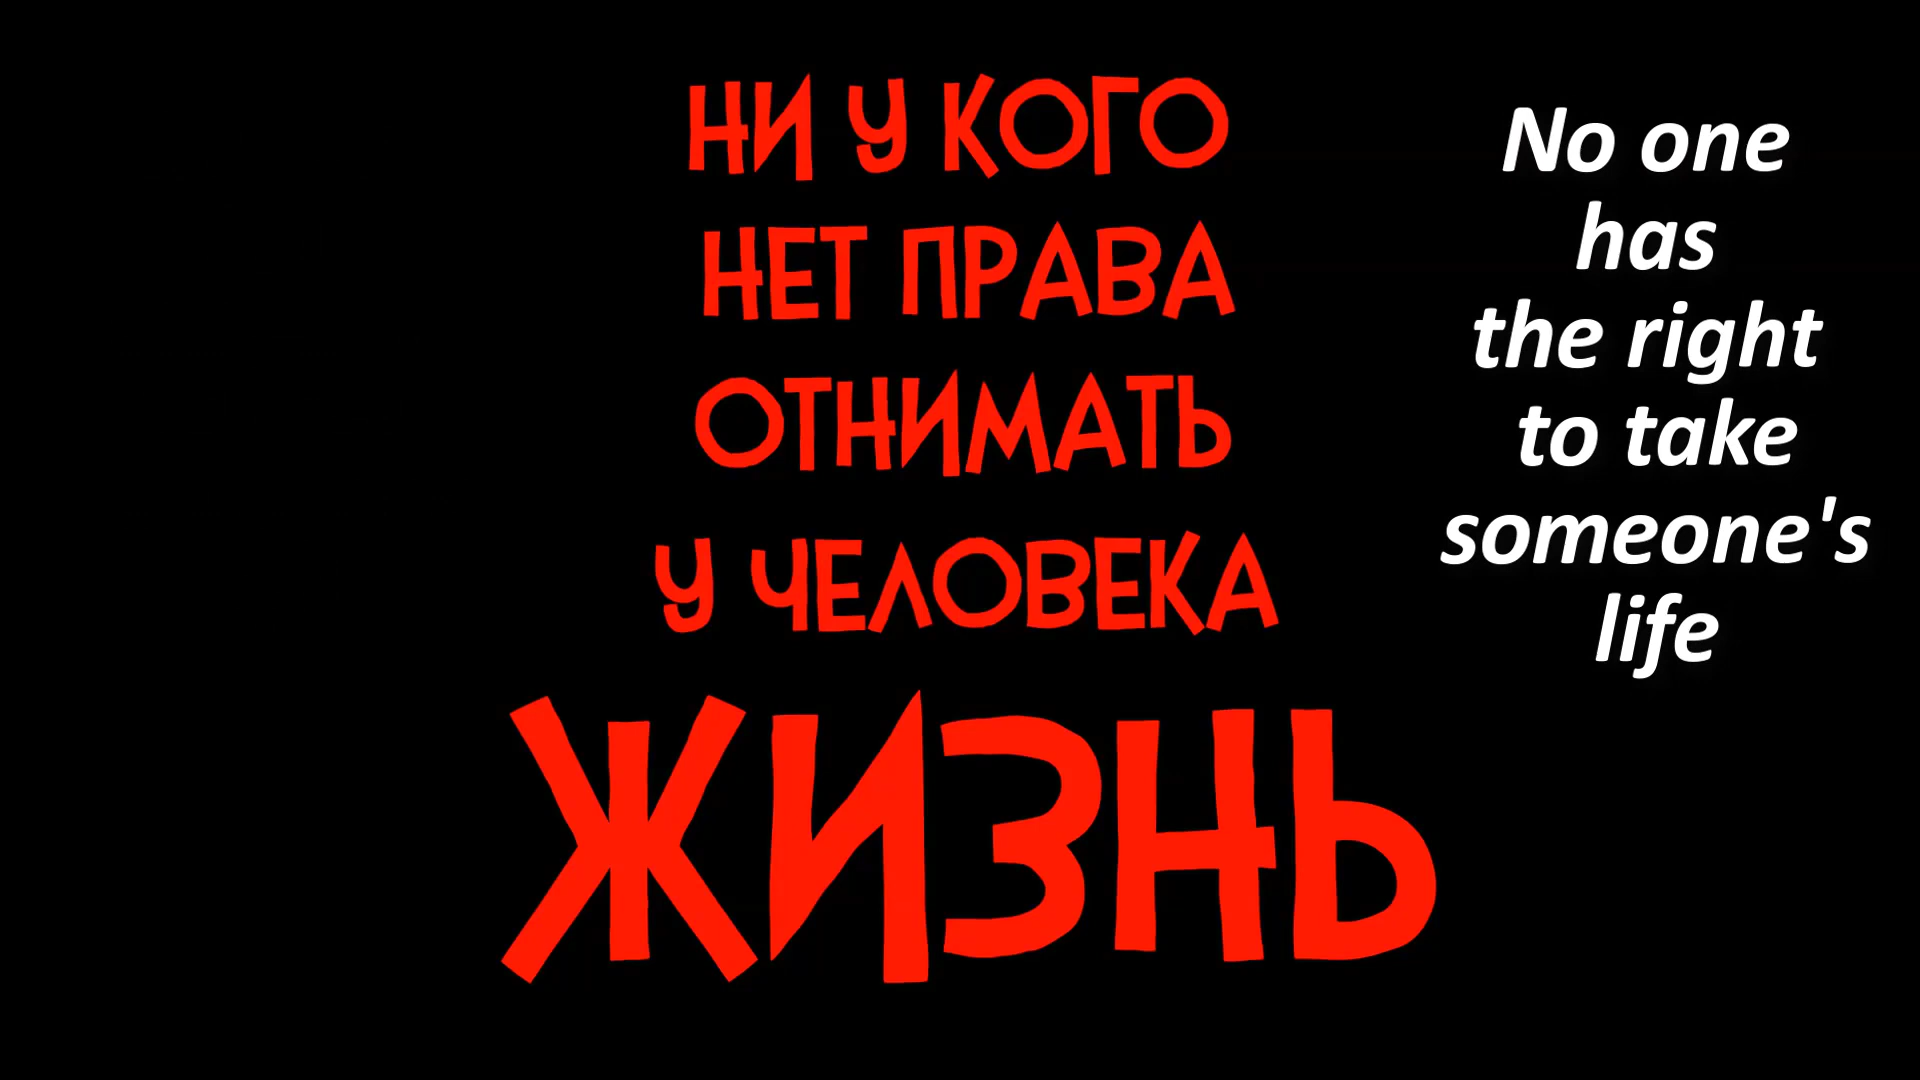 НИ У КОГО
НЕТ ПРАВА
ОТНИМАТЬ
У ЧЕЛОВЕКА
ЖИЗНЬ
No one
has
the right
to take
someone's
life